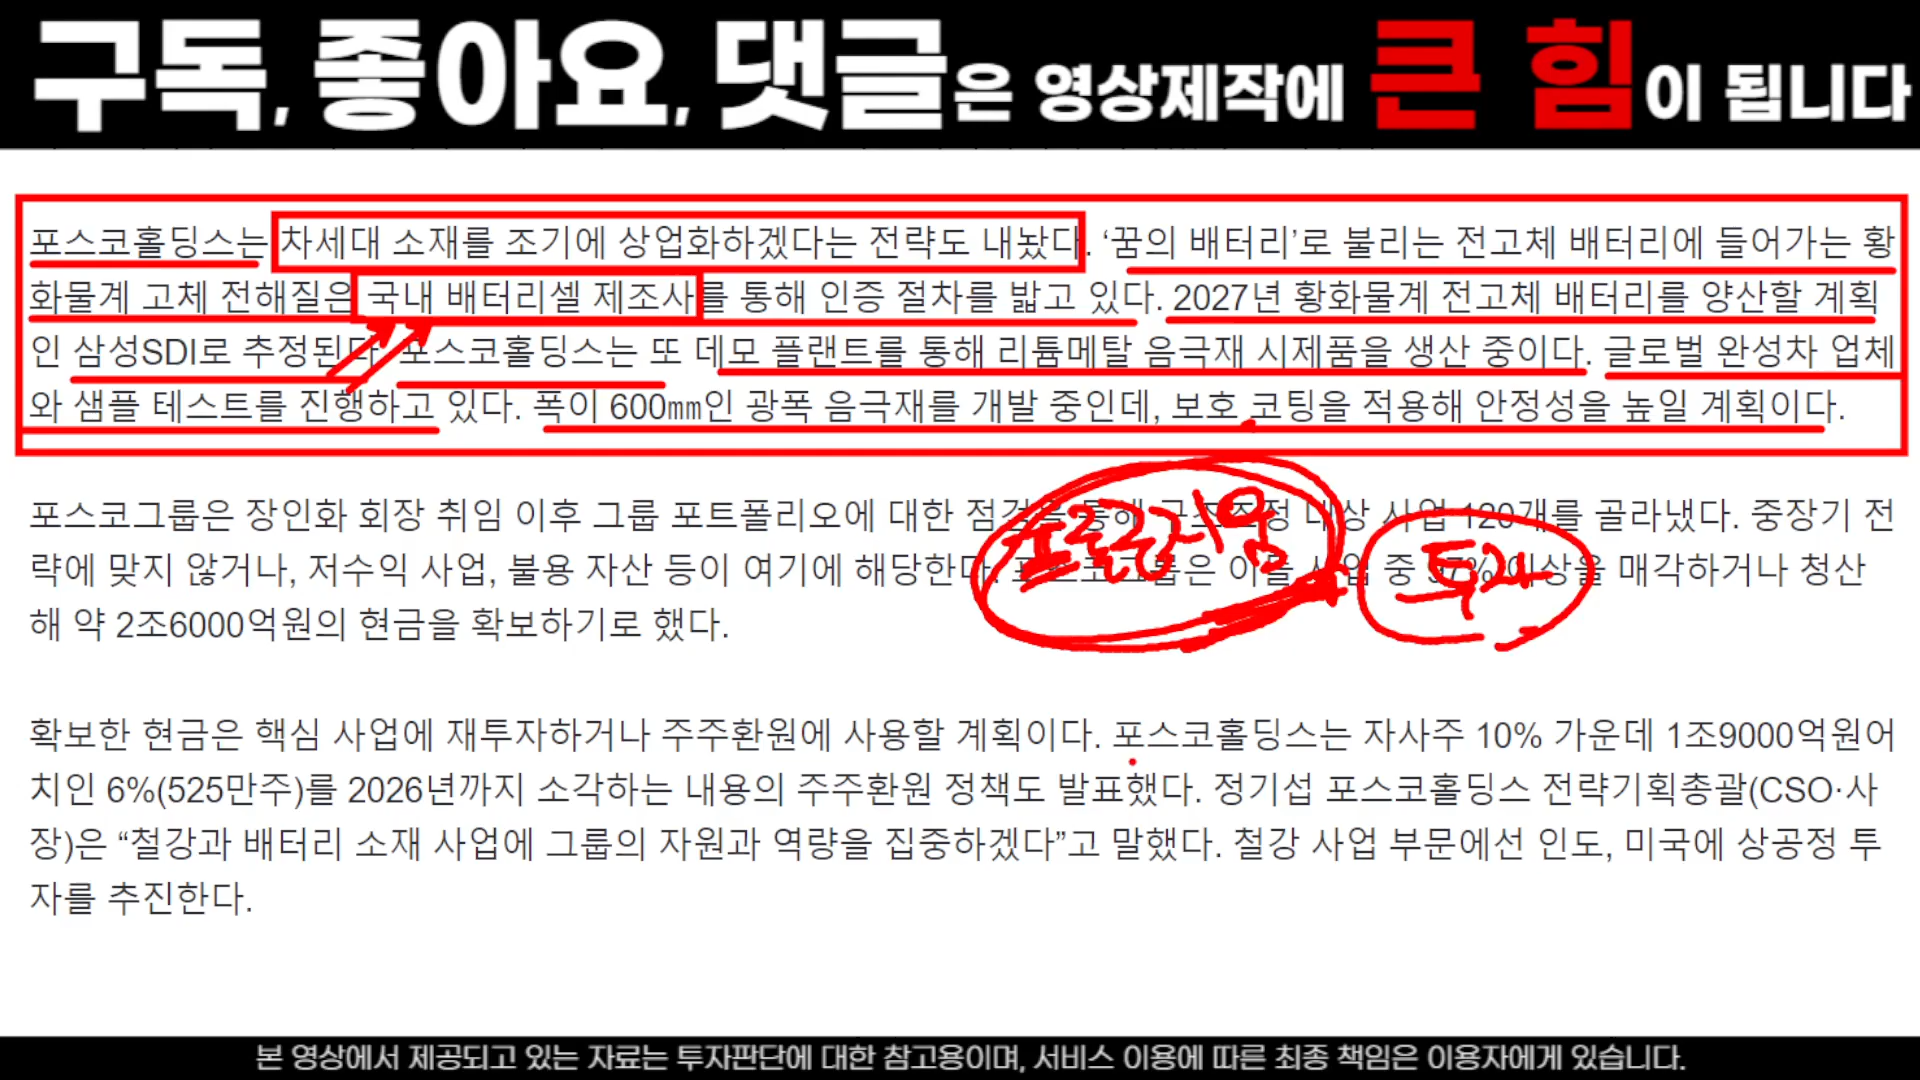 구독, 좋아요, 댓글은 영상제작에 큰 힘이 됩니다
포스코홀딩스는 차세대 소재를 조기에 상업화하겠다는 전략도 내놨다. ‘꿈의 배터리’로 불리는 전고체 배터리에 들어가는 황
화물계 고체 전해질은 국내 배터리셀 제조사를 통해 인증 절차를 밟고 있다. 2027년 황화물계 전고체 배터리를 양산할 계획
인 삼성SDI로 추정된다. 포스코홀딩스는 또 데모 플랜트를 통해 리튬메탈 음극재 시제품을 생산 중이다. 글로벌 완성차 업체
와 샘플 테스트를 진행하고 있다. 폭이 600㎜인 광폭 음극재를 개발 중인데, 보호 코팅을 적용해 안정성을 높일 계획이다.
포스코그룹은 장인화 회장 취임 이후 그룹 포트폴리오에 대한 점검을 통해 구조조정 대상 사업 120개를 골라냈다. 중장기 전
략에 맞지 않거나, 저수익 사업, 불용 자산 등이 여기에 해당한다. 이들 사업 중 97% 이상을 매각하거나 청산
해 약 2조6000억원의 현금을 확보하기로 했다.
투자
확보한 현금은 핵심 사업에 재투자하거나 주주환원에 사용할 계획이다. 포스코홀딩스는 자사주 10% 가운데 1조9000억원어
치인 6%(525만주)를 2026년까지 소각하는 내용의 주주환원 정책도 발표했다. 정기섭 포스코홀딩스 전략기획총괄(CSO·사
장)은 “철강과 배터리 소재 사업에 그룹의 자원과 역량을 집중하겠다”고 말했다. 철강 사업 부문에선 인도, 미국에 상공정 투
자를 추진한다.
본 영상에서 제공되고 있는 자료는 투자판단에 대한 참고용이며, 서비스 이용에 따른 최종 책임은 이용자에게 있습니다.